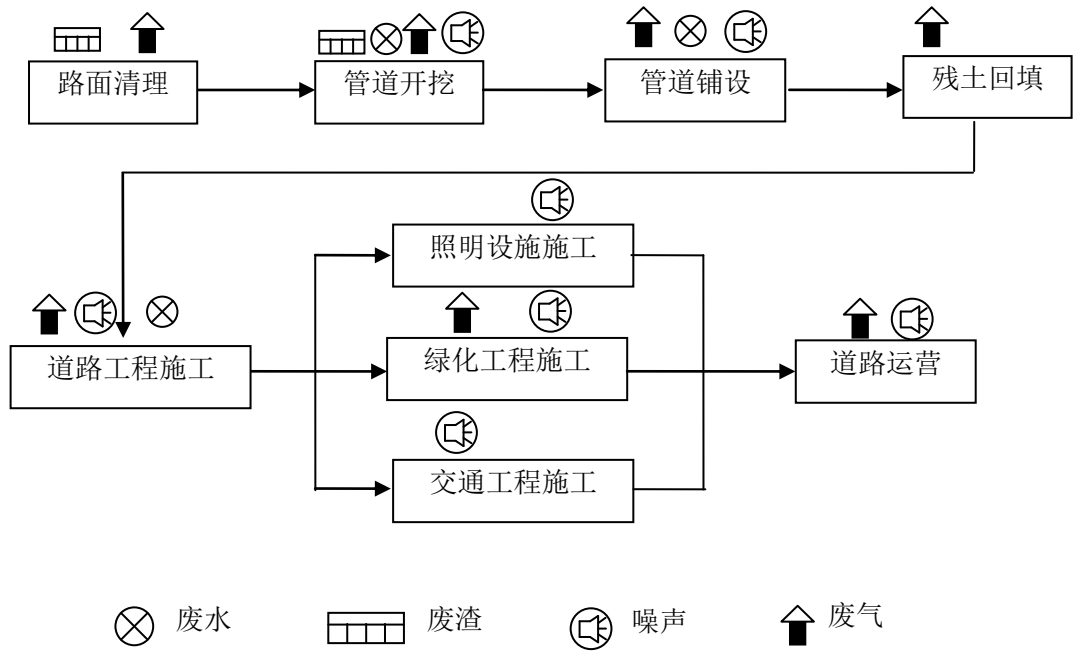 路面清理
管道开挖
管道铺设
残土回填
照明设施施工
道路工程施工
绿化工程施工
道路运营
交通工程施工
废水
废渣
噪声
废气